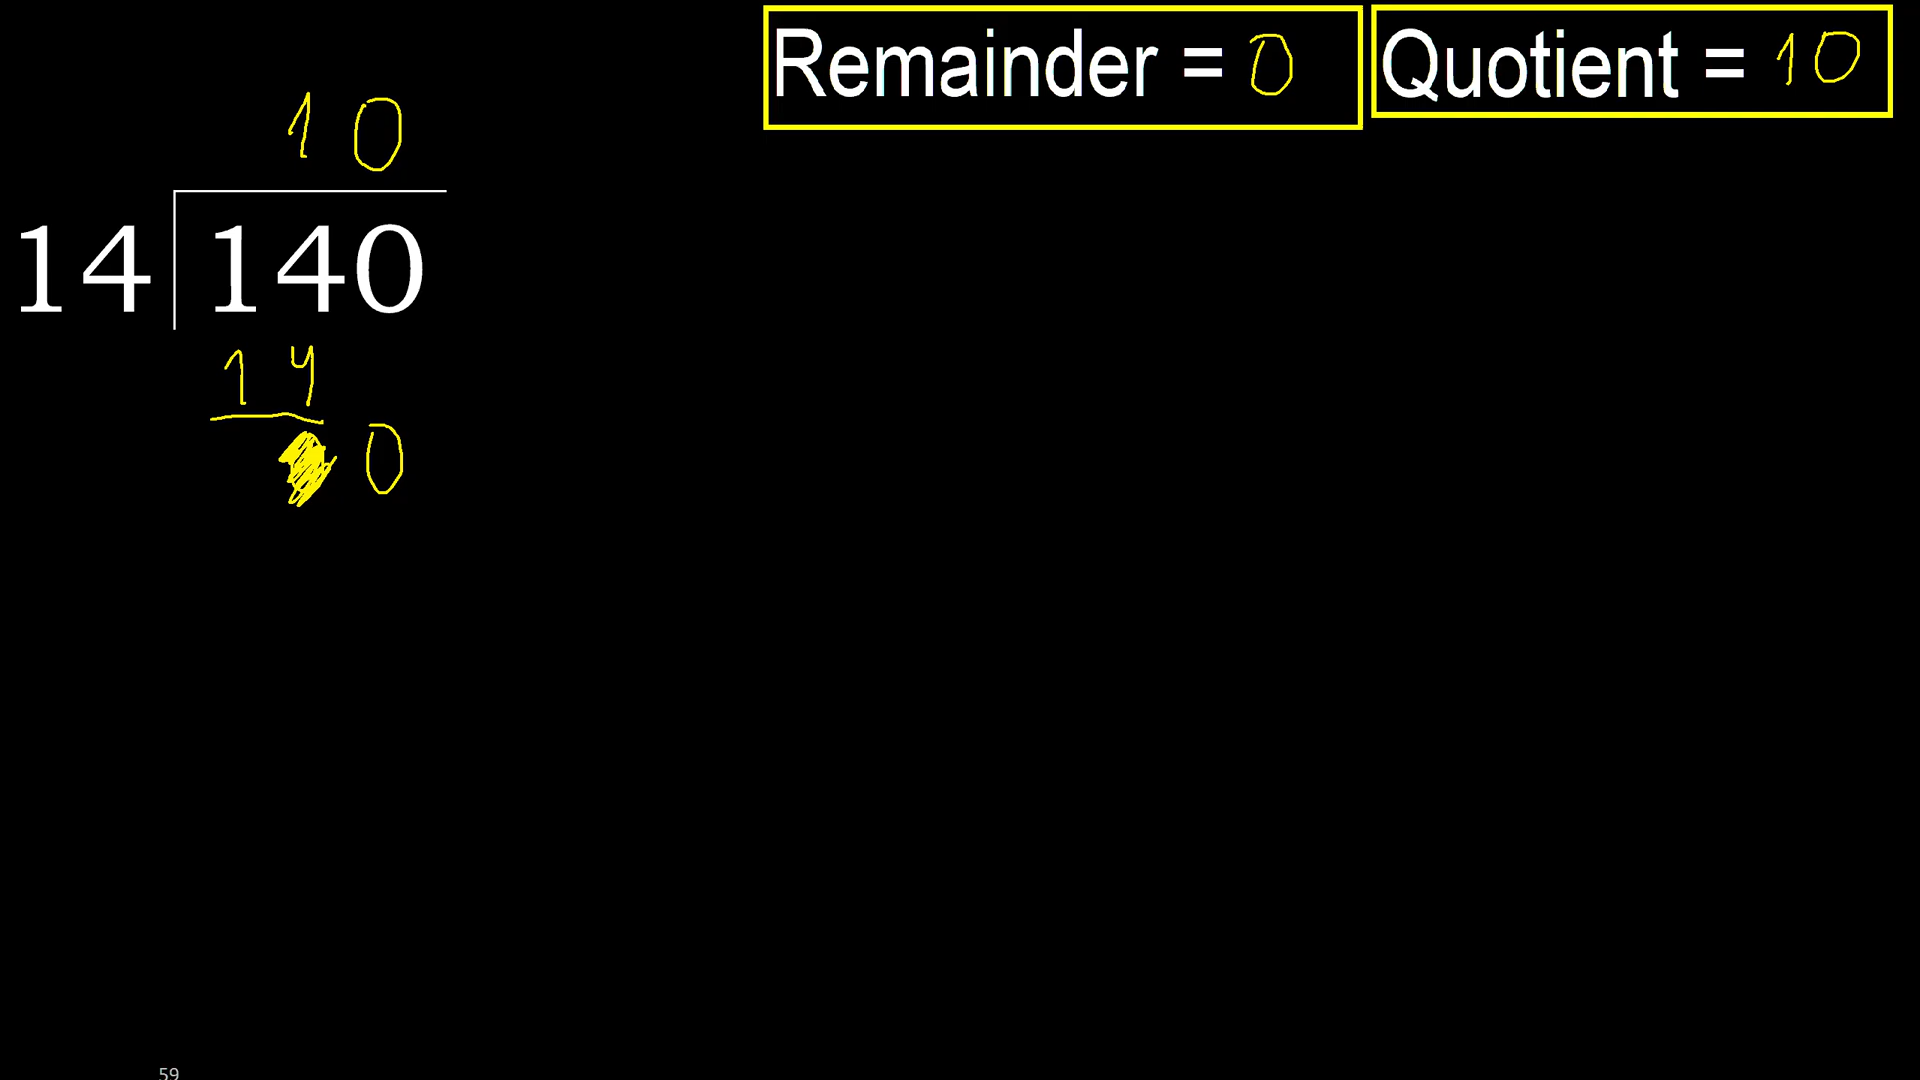 Remainder = 0
Quotient = 10
10
14 140
14
0
59